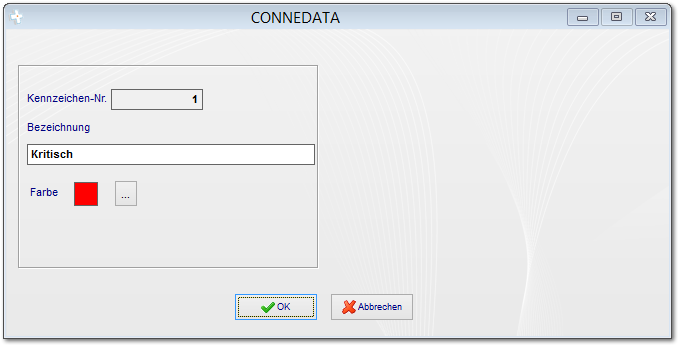 CONNEDATA
Kennzeichen-Nr. 1
Bezeichnung
Kritisch
Farbe ...
OK Abbrechen